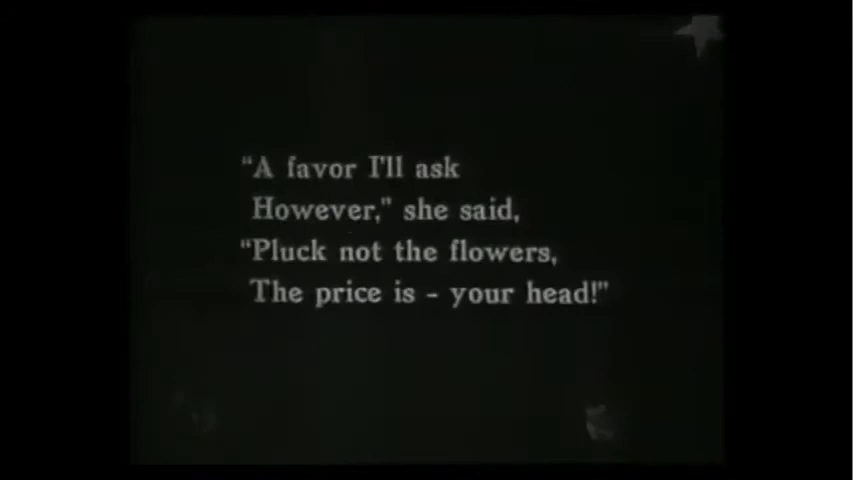 “A favor I'll ask
However,” she said,
“Pluck not the flowers,
The price is - your head!”